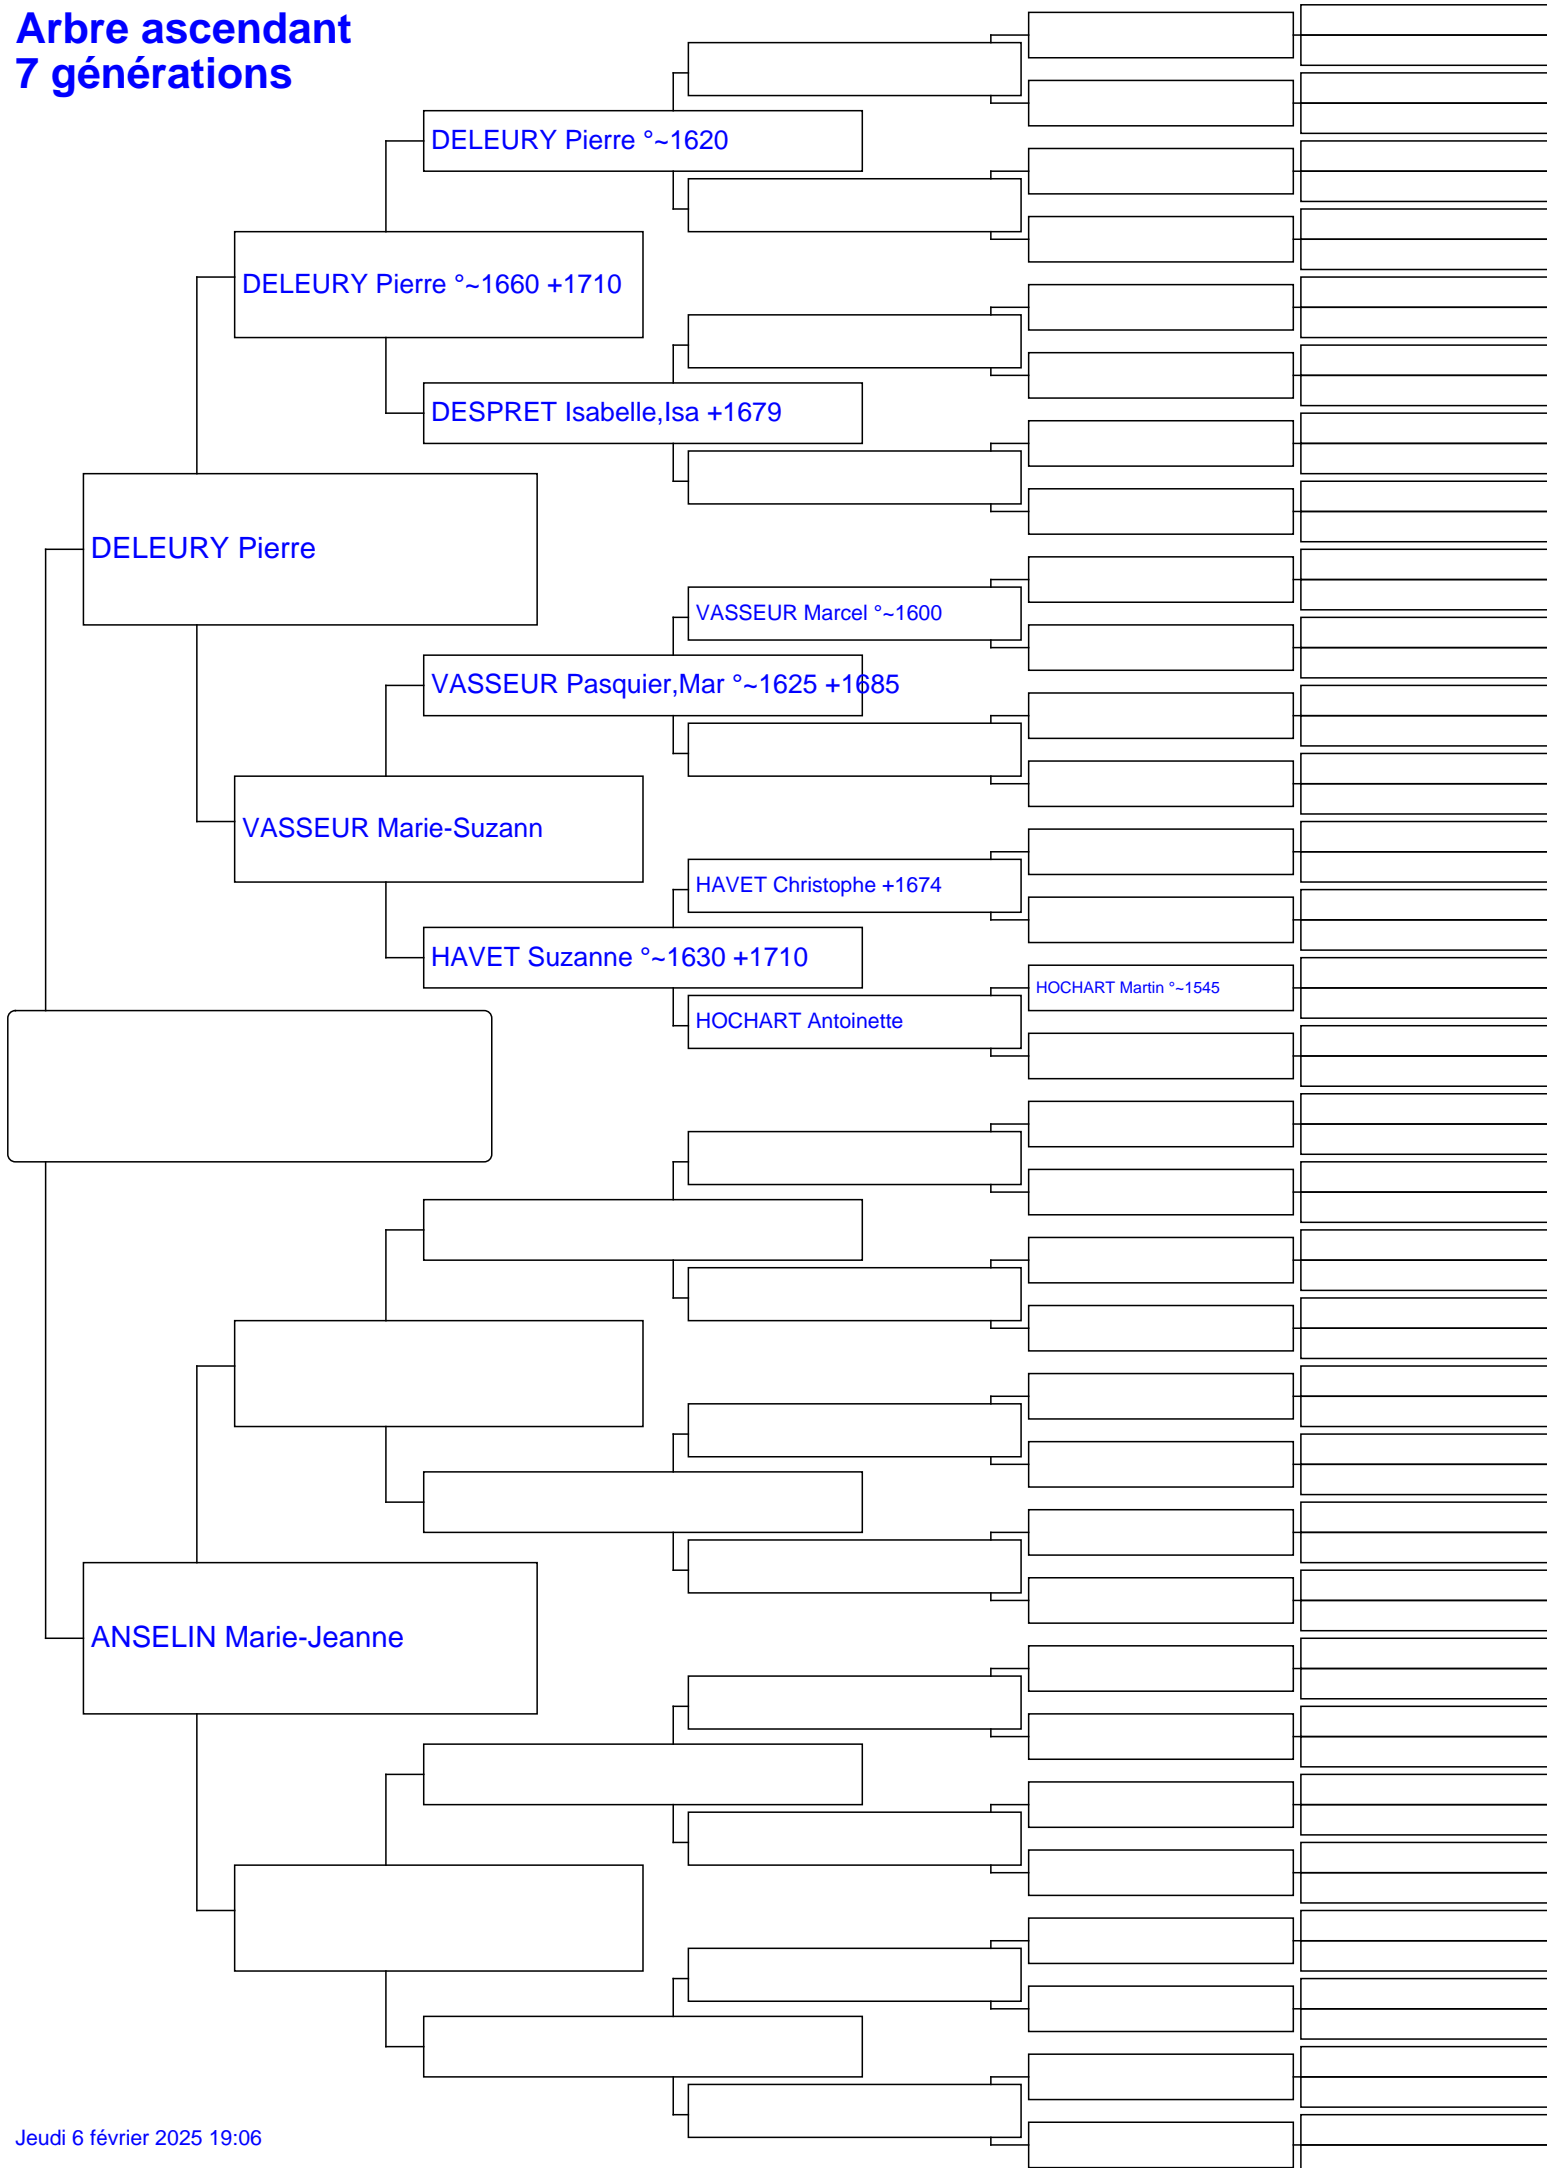 Arbre ascendant
7 générations
DELEURY Pierre °~1620
DELEURY Pierre °~1660 +1710
DESPRET Isabelle,Isa +1679
DELEURY Pierre
VASSEUR Marcel °~1600
VASSEUR Pasquier,Mar °~1625 +1685
VASSEUR Marie-Suzann
HAVET Christophe +1674
HAVET Suzanne °~1630 +1710
HOCHART Martin °~1545
HOCHART Antoinette
ANSELIN Marie-Jeanne
Jeudi 6 février 2025 19:06